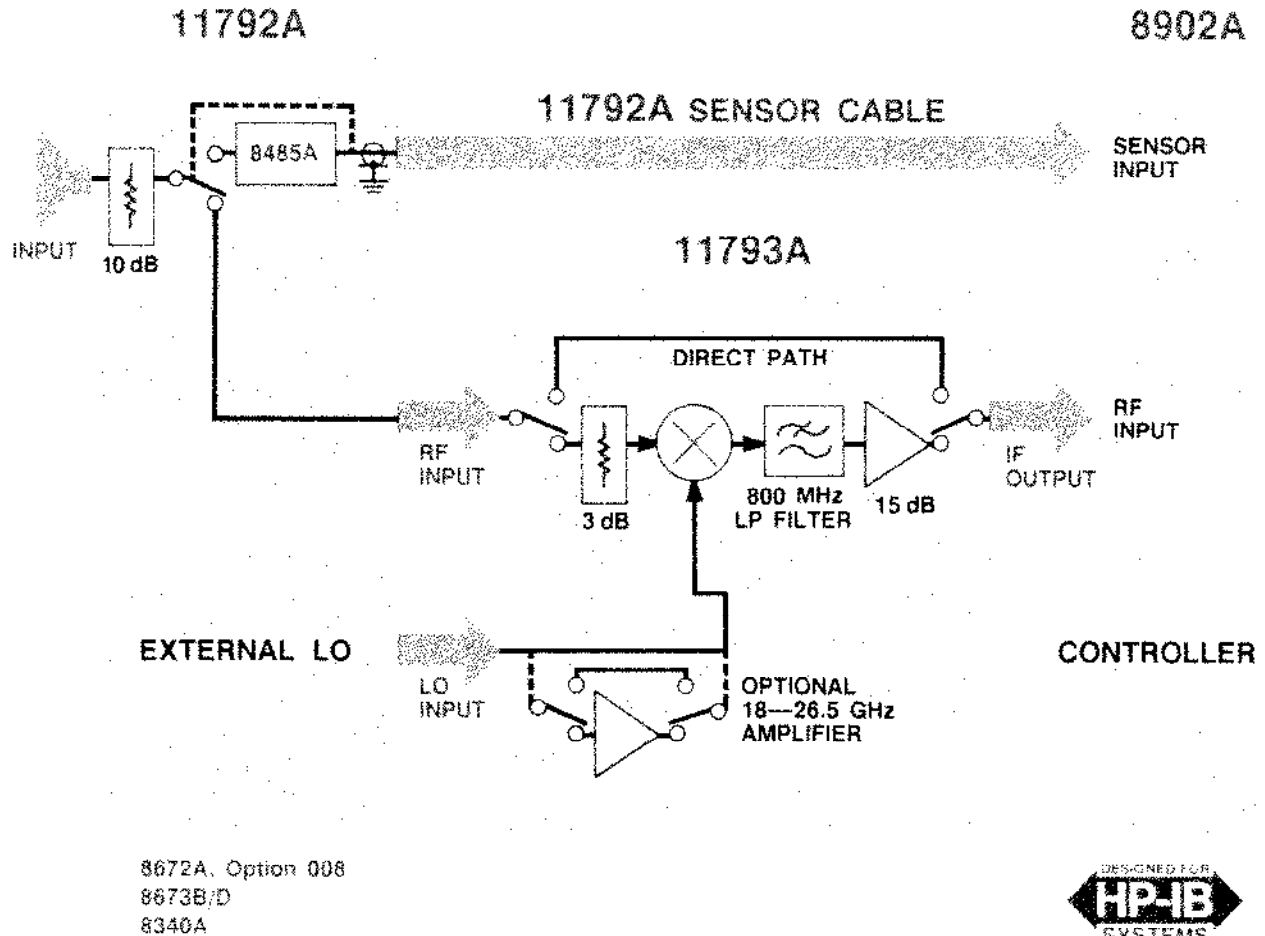 11792A
8902A
11792A SENSOR CABLE
8485A
SENSOR
INPUT
INPUT
10 dB
11793A
DIRECT PATH
RF
INPUT
RF
INPUT
IF
OUTPUT
3 dB
800 MHz
LP FILTER
15 dB
EXTERNAL LO
CONTROLLER
LO
INPUT
OPTIONAL
18—26.5 GHz
AMPLIFIER
8672A, Option 008
8673B/D
8340A
DESIGNED FOR
HP-IB
SYSTEMS